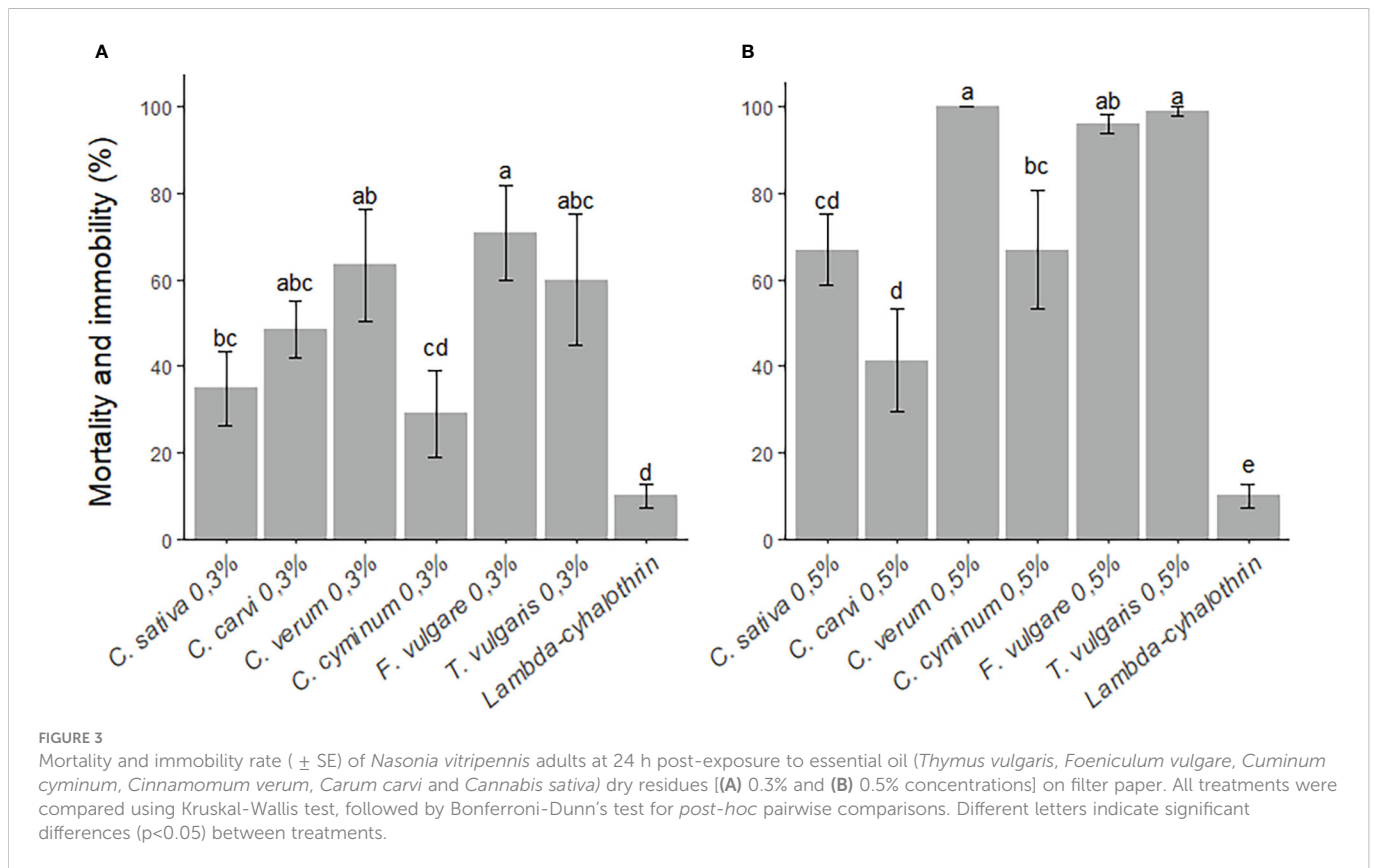 A
Mortality and immobility (%)
100
80
60
40
20
0
bc
abc
ab
cd
a
abc
d
C. sativa 0,3%
C. carvi 0,3%
C. verum 0,3%
C. cyminum 0,3%
F. vulgare 0,3%
T. vulgaris 0,3%
Lambda-cyhalothrin
B
100
80
60
40
20
0
cd
d
a
bc
ab
a
e
C. sativa 0,5%
C. carvi 0,5%
C. verum 0,5%
C. cyminum 0,5%
F. vulgare 0,5%
T. vulgaris 0,5%
Lambda-cyhalothrin
FIGURE 3
Mortality and immobility rate ( ± SE) of Nasonia vitripennis adults at 24 h post-exposure to essential oil (Thymus vulgaris, Foeniculum vulgare, Cuminum
cyminum, Cinnamomum verum, Carum carvi and Cannabis sativa) dry residues [(A) 0.3% and (B) 0.5% concentrations] on filter paper. All treatments were
compared using Kruskal-Wallis test, followed by Bonferroni-Dunn’s test for post-hoc pairwise comparisons. Different letters indicate significant
differences (p<0.05) between treatments.